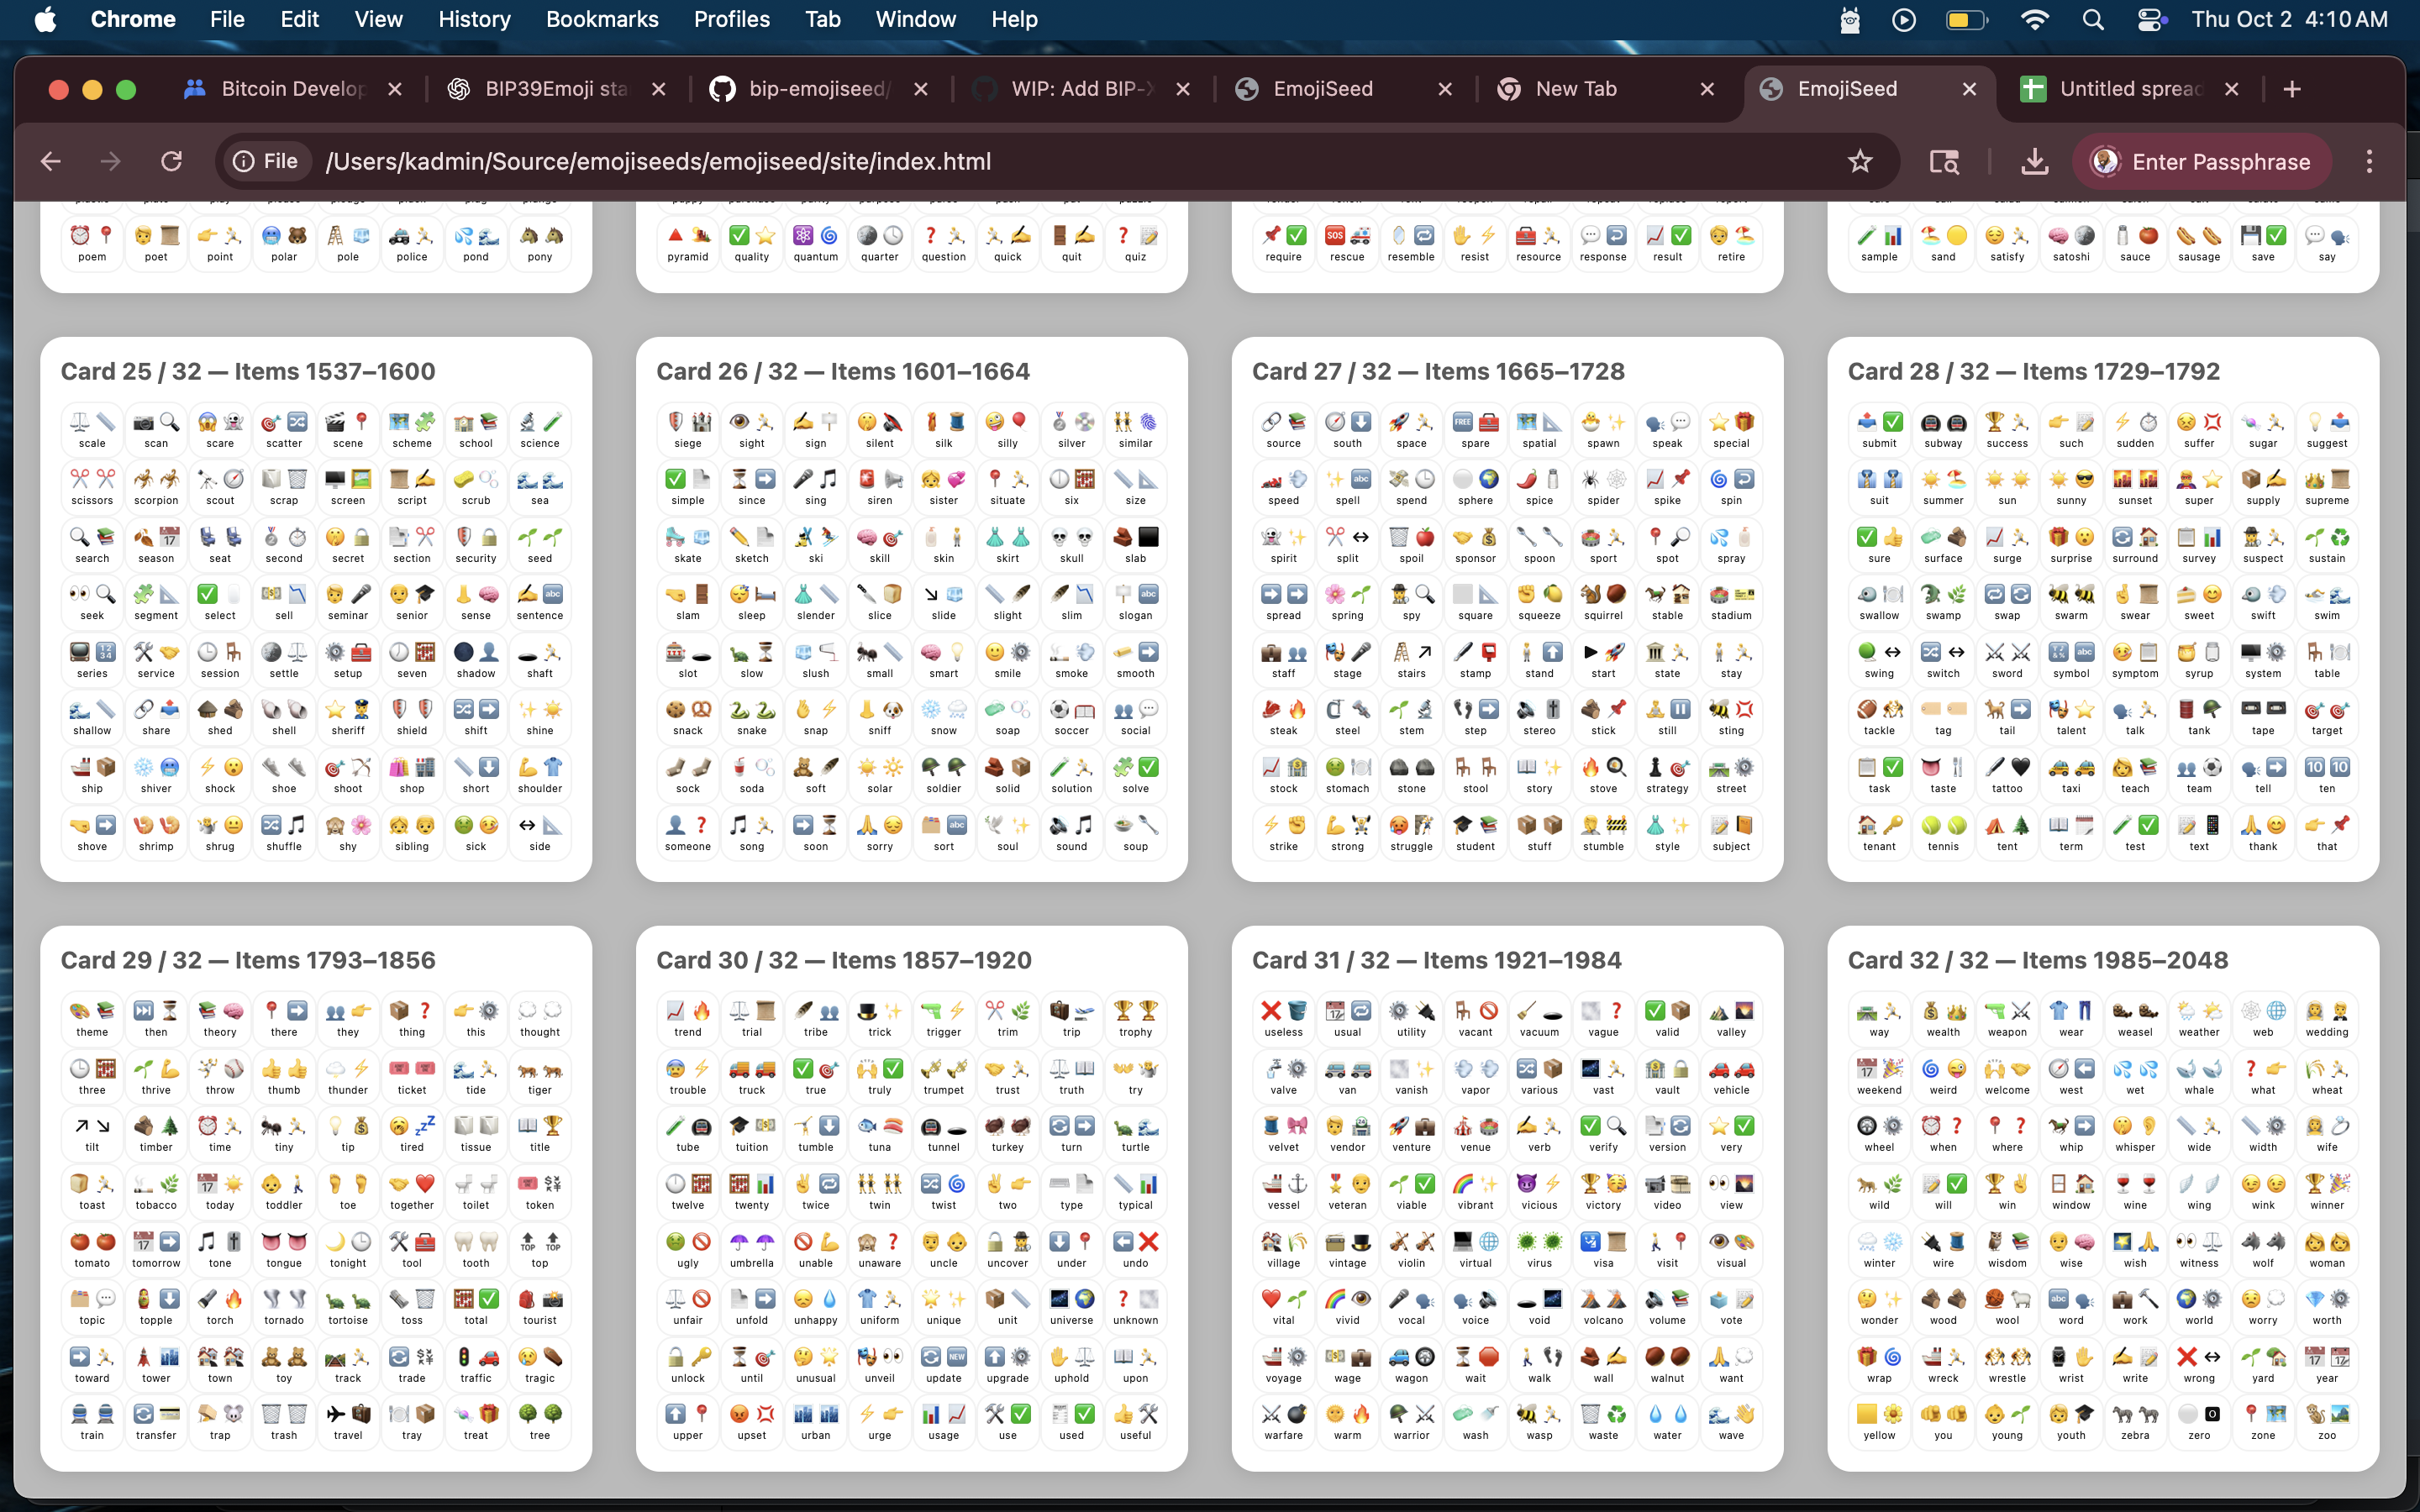 Chrome File Edit View History Bookmarks Profiles Tab Window Help Thu Oct 2 4:10 AM
Bitcoin Develop BIP39Emoji sta bip-emojiseed/ WIP: Add BIP-X EmojiSeed New Tab EmojiSeed Untitled spread
File /Users/kadmin/Source/emojiseeds/emojiseed/site/index.html Enter Passphrase
poem poet point polar pole police pond pony
pyramid quality quantum quarter question quick quit quiz
require rescue resemble resist resource response result retire
sample sand satisfy satoshi sauce sausage save say
Card 25 / 32 — Items 1537–1600
scale scan scare scatter scene scheme school science
scissors scorpion scout scrap screen script scrub sea
search season seat second secret section security seed
seek segment select sell seminar senior sense sentence
series service session settle setup seven shadow shaft
shallow share shed shell sheriff shield shift shine
ship shiver shock shoe shoot shop short shoulder
shove shrimp shrug shuffle shy sibling sick side
Card 26 / 32 — Items 1601–1664
siege sight sign silent silk silly silver similar
simple since sing siren sister situate six size
skate sketch ski skill skin skirt skull slab
slam sleep slender slice slide slight slim slogan
slot slow slush small smart smile smoke smooth
snack snake snap sniff snow soap soccer social
sock soda soft solar soldier solid solution solve
someone song soon sorry sort soul sound soup
Card 27 / 32 — Items 1665–1728
source south space spare spatial spawn speak special
speed spell spend sphere spice spider spike spin
spirit split spoil sponsor spoon sport spot spray
spread spring spy square squeeze squirrel stable stadium
staff stage stairs stamp stand start state stay
steak steel stem step stereo stick still sting
stock stomach stone stool story stove strategy street
strike strong struggle student stuff stumble style subject
Card 28 / 32 — Items 1729–1792
submit subway success such sudden suffer sugar suggest
suit summer sun sunny sunset super supply supreme
sure surface surge surprise surround survey suspect sustain
swallow swamp swap swarm swear sweet swift swim
swing switch sword symbol symptom syrup system table
tackle tag tail talent talk tank tape target
task taste tattoo taxi teach team tell ten
tenant tennis tent term test text thank that
Card 29 / 32 — Items 1793–1856
theme then theory there they thing this thought
three thrive throw thumb thunder ticket tide tiger
tilt timber time tiny tip tired tissue title
toast tobacco today toddler toe together toilet token
tomato tomorrow tone tongue tonight tool tooth top
topic topple torch tornado tortoise toss total tourist
toward tower town toy track trade traffic tragic
train transfer trap trash travel tray treat tree
Card 30 / 32 — Items 1857–1920
trend trial tribe trick trigger trim trip trophy
trouble truck true truly trumpet trust truth try
tube tuition tumble tuna tunnel turkey turn turtle
twelve twenty twice twin twist two type typical
ugly umbrella unable unaware uncle uncover under undo
unfair unfold unhappy uniform unique unit universe unknown
unlock until unusual unveil update upgrade uphold upon
upper upset urban urge usage use used useful
Card 31 / 32 — Items 1921–1984
useless usual utility vacant vacuum vague valid valley
valve van vanish vapor various vast vault vehicle
velvet vendor venture venue verb verify version very
vessel veteran viable vibrant vicious victory video view
village vintage violin virtual virus visa visit visual
vital vivid vocal voice void volcano volume vote
voyage wage wagon wait walk wall walnut want
warfare warm warrior wash wasp waste water wave
Card 32 / 32 — Items 1985–2048
way wealth weapon wear weasel weather web wedding
weekend weird welcome west wet whale what wheat
wheel when where whip whisper wide width wife
wild will win window wine wing wink winner
winter wire wisdom wise wish witness wolf woman
wonder wood wool word work world worry worth
wrap wreck wrestle wrist write wrong yard year
yellow you young youth zebra zero zone zoo